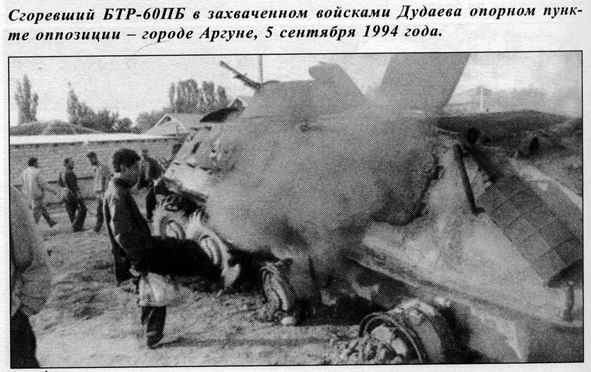 Сгоревший БТР-60ПБ в захваченном войсками Дудаева опорном пунк-
те оппозиции – городе Аргуне, 5 сентября 1994 года.